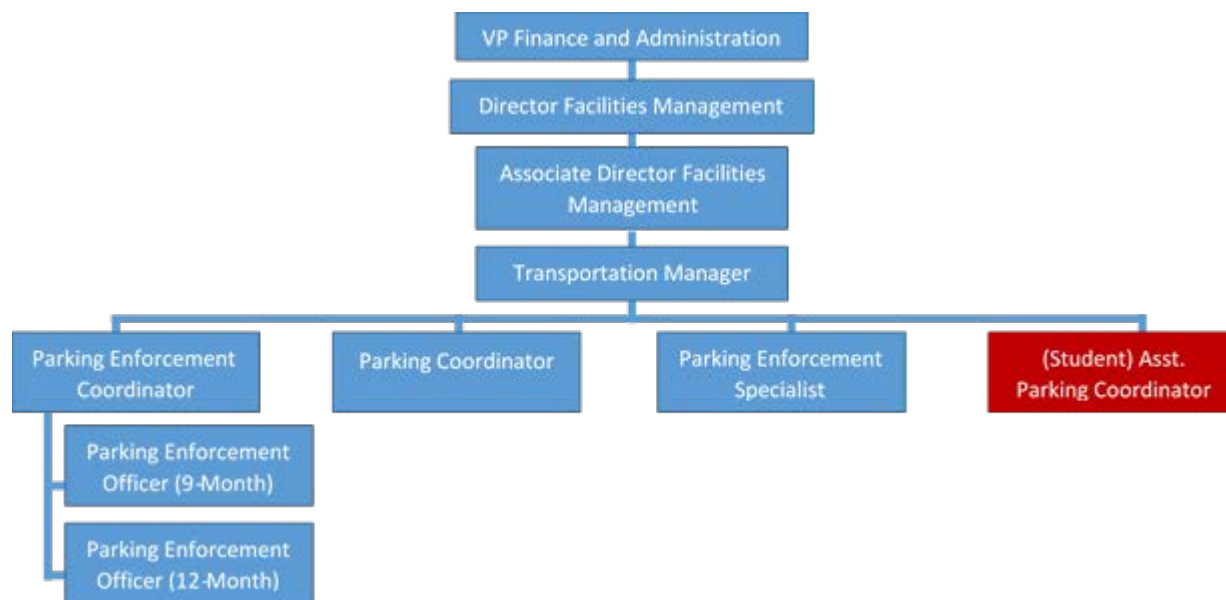 VP Finance and Administration
Director Facilities Management
Associate Director Facilities
Management
Transportation Manager
Parking Enforcement
Coordinator
Parking Coordinator
Parking Enforcement
Specialist
(Student) Asst.
Parking Coordinator
Parking Enforcement
Officer (9-Month)
Parking Enforcement
Officer (12-Month)